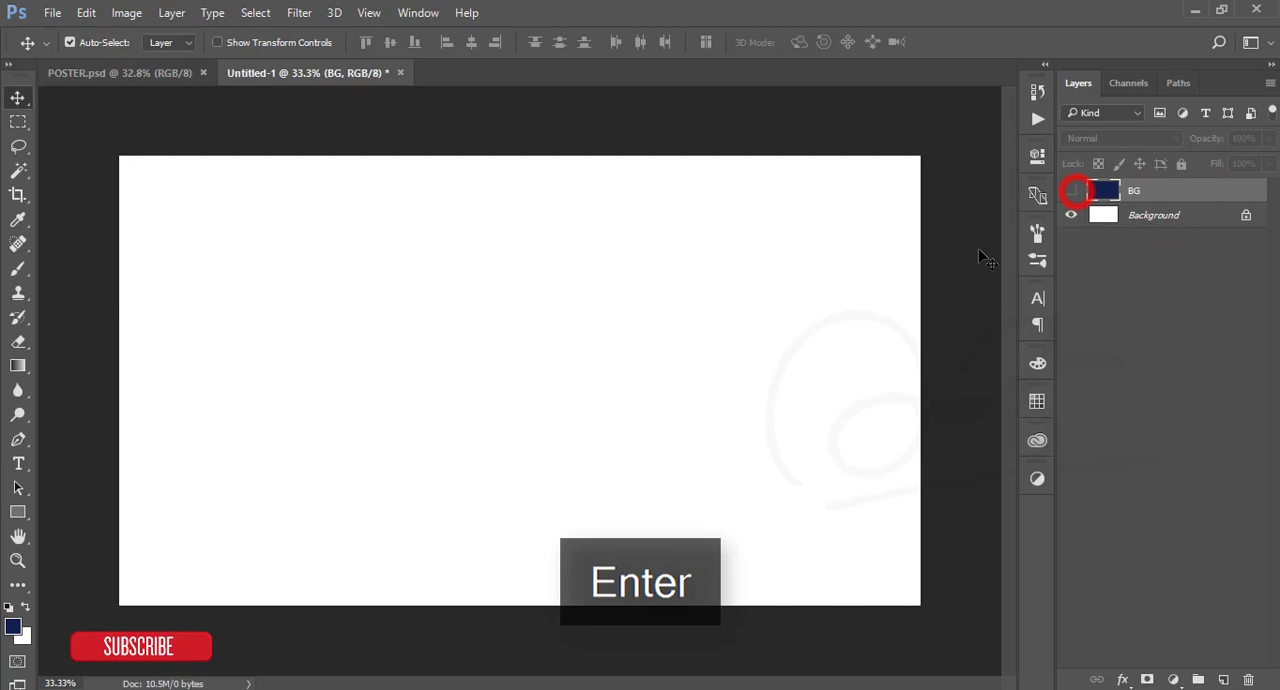 Ps File Edit Image Layer Type Select Filter 3D View Window Help
Auto-Select: Layer Show Transform Controls 3D Mode:
POSTER.psd @ 32.8% (RGB/8) × Untitled-1 @ 33.3% (BG, RGB/8) * ×
Layers Channels Paths
Kind
Normal Opacity: 100%
Lock: Fill: 100%
BG
Background
Enter
SUBSCRIBE
33.33% Doc: 10.5M/0 bytes